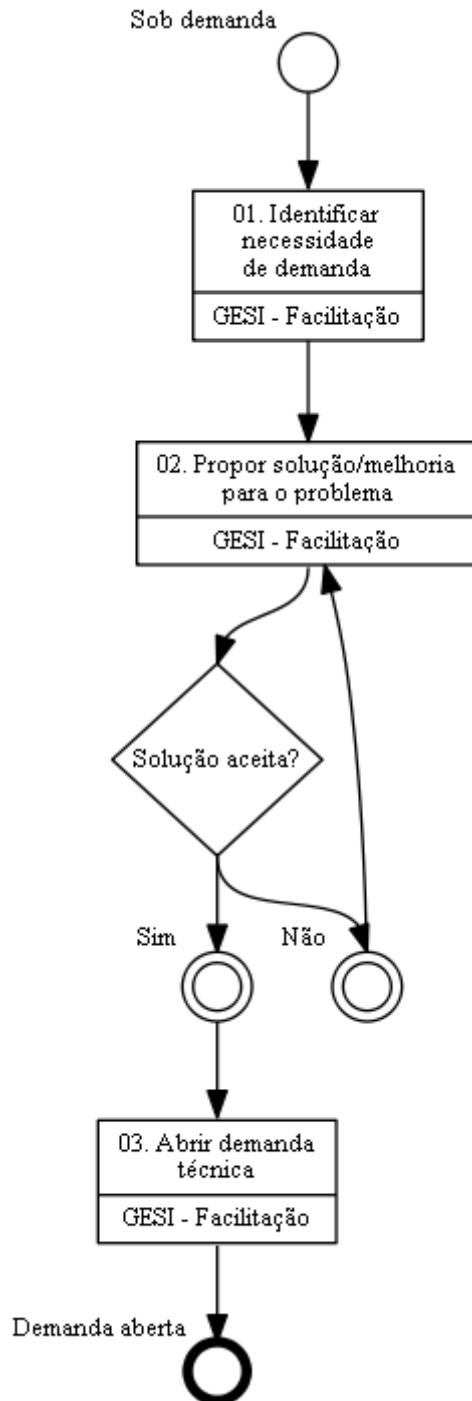 Sob demanda
01. Identificar
necessidade
de demanda
GESI - Facilitação
02. Propor solução/melhoria
para o problema
GESI - Facilitação
Solução aceita?
Sim
Não
03. Abrir demanda
técnica
GESI - Facilitação
Demanda aberta